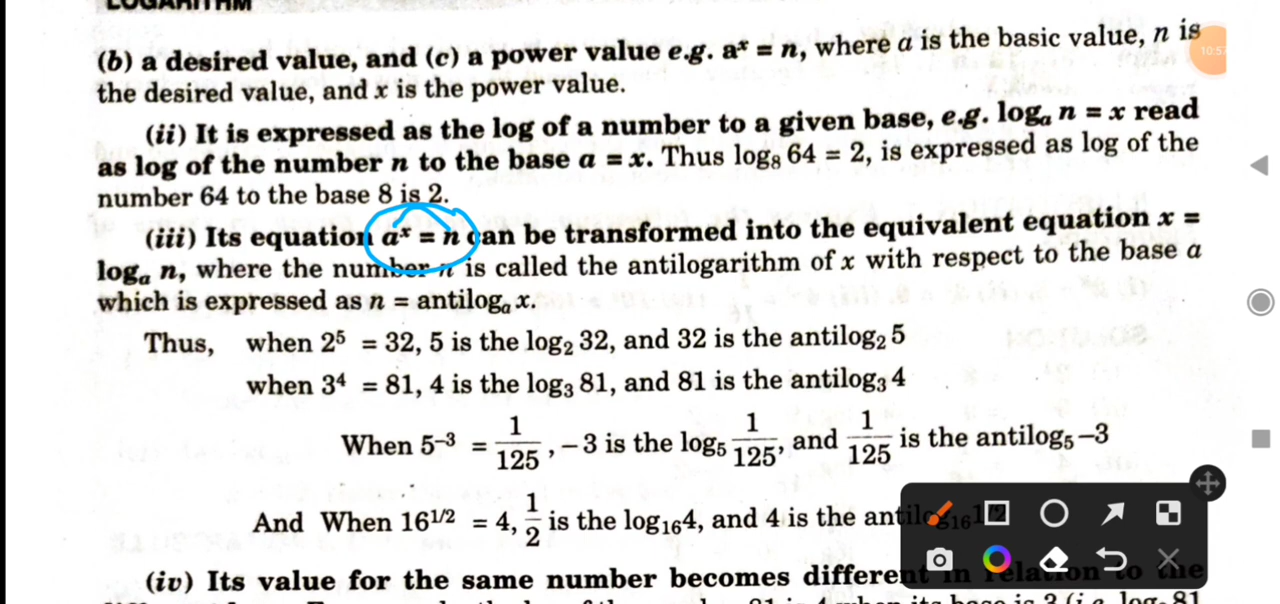 LOGARITHM
(b) a desired value, and (c) a power value e.g. aˣ = n, where a is the basic value, n is
10:5
the desired value, and x is the power value.
(ii) It is expressed as the log of a number to a given base, e.g. logₐ n = x read
as log of the number n to the base a = x. Thus log₈ 64 = 2, is expressed as log of the
number 64 to the base 8 is 2.
(iii) Its equation aˣ = n can be transformed into the equivalent equation x =
logₐ n, where the number n is called the antilogarithm of x with respect to the base a
which is expressed as n = antilogₐ x.
Thus, when 2⁵ = 32, 5 is the log₂ 32, and 32 is the antilog₂ 5
when 3⁴ = 81, 4 is the log₃ 81, and 81 is the antilog₃ 4
When 5⁻³ = 1/125, – 3 is the log₅ 1/125, and 1/125 is the antilog₅ –3
And When 16^1/2 = 4, 1/2 is the log₁₆4, and 4 is the antilog₁₆ 1/2
(iv) Its value for the same number becomes different in relation to the